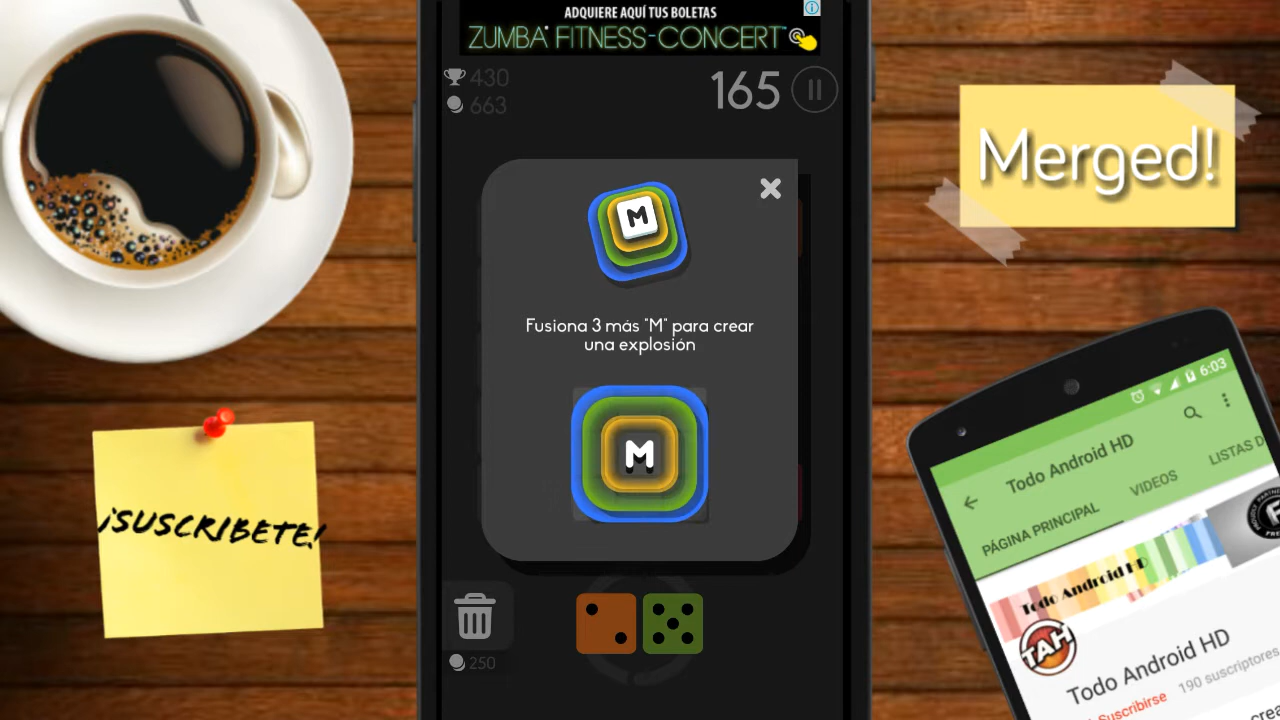 ADQUIERE AQUÍ TUS BOLETAS
ZUMBA FITNESS-CONCERT
430
663
165
Merged!
M
Fusiona 3 más "M" para crear
una explosión
M
¡SUSCRIBETE!
250
6:03
Todo Android HD
PÁGINA PRINCIPAL
VIDEOS
LISTAS D
Todo Android HD
TAH
Todo Android HD
Suscribirse
190 suscriptores